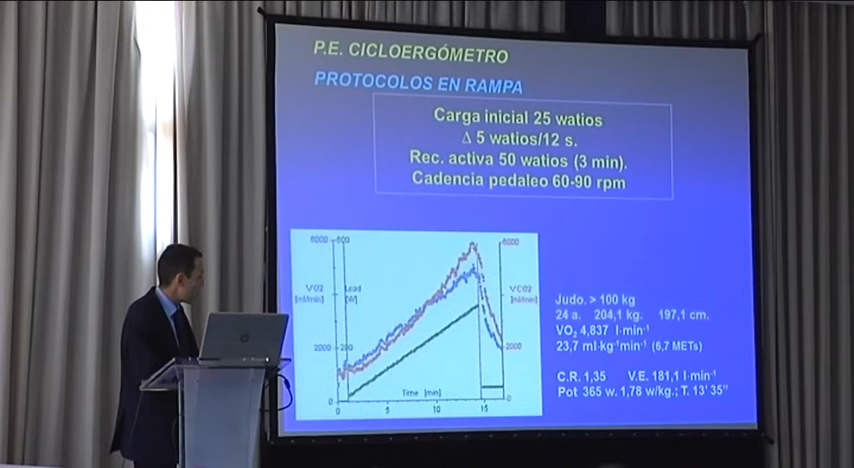 P.E. CICLOERGÓMETRO
PROTOCOLOS EN RAMPA
Carga inicial 25 watios
Δ 5 watios/12 s.
Rec. activa 50 watios (3 min).
Cadencia pedaleo 60-90 rpm
6000 600 6000
VO2 Load VCO2
[ml/min] [W] [ml/min]
2000 200 2000
0 0
Time [min]
0 5 10 15
Judo. > 100 kg
24 a. 204,1 kg. 197,1 cm.
VO₂ 4,837 l·min⁻¹
23,7 ml·kg⁻¹min⁻¹ (6,7 METs)
C.R. 1,35 V.E. 181,1 l·min⁻¹
Pot 365 w. 1,78 w/kg.; T. 13' 35"
hp